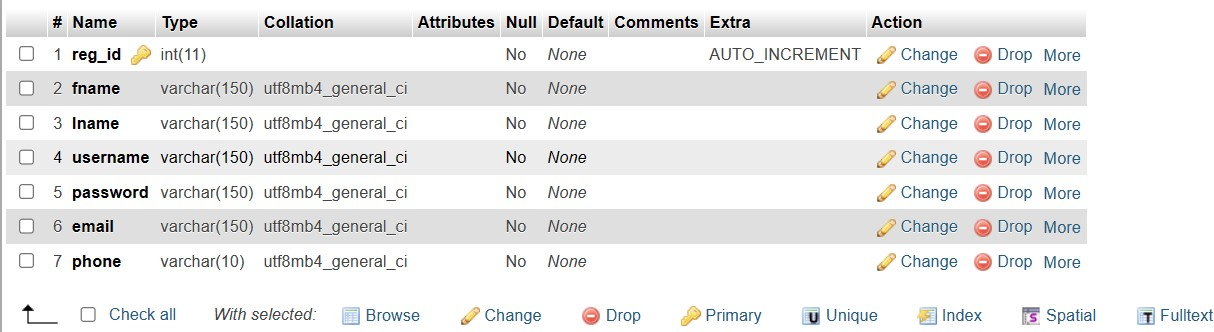 # Name Type Collation Attributes Null Default Comments Extra Action
1 reg_id int(11) No None AUTO_INCREMENT Change Drop More
2 fname varchar(150) utf8mb4_general_ci No None Change Drop More
3 lname varchar(150) utf8mb4_general_ci No None Change Drop More
4 username varchar(150) utf8mb4_general_ci No None Change Drop More
5 password varchar(150) utf8mb4_general_ci No None Change Drop More
6 email varchar(150) utf8mb4_general_ci No None Change Drop More
7 phone varchar(10) utf8mb4_general_ci No None Change Drop More
Check all With selected: Browse Change Drop Primary U Unique Index S Spatial T Fulltext